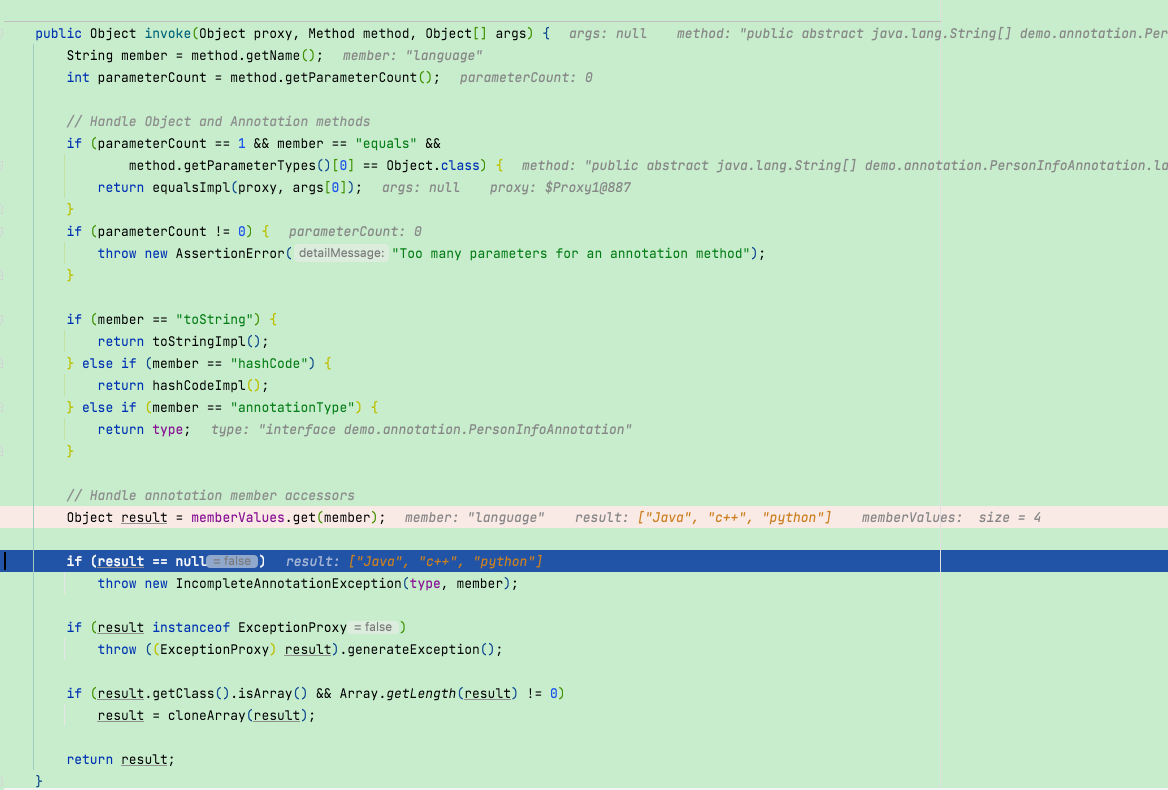 public Object invoke(Object proxy, Method method, Object[] args) {   args: null    method: "public abstract java.lang.String[] demo.annotation.Per
    String member = method.getName();   member: "language"
    int parameterCount = method.getParameterCount();   parameterCount: 0
    // Handle Object and Annotation methods
    if (parameterCount == 1 && member == "equals" &&
            method.getParameterTypes()[0] == Object.class) {   method: "public abstract java.lang.String[] demo.annotation.PersonInfoAnnotation.la
        return equalsImpl(proxy, args[0]);   args: null    proxy: $Proxy1@887
    }
    if (parameterCount != 0) {   parameterCount: 0
        throw new AssertionError( detailMessage: "Too many parameters for an annotation method");
    }
    if (member == "toString") {
        return toStringImpl();
    } else if (member == "hashCode") {
        return hashCodeImpl();
    } else if (member == "annotationType") {
        return type;   type: "interface demo.annotation.PersonInfoAnnotation"
    }
    // Handle annotation member accessors
    Object result = memberValues.get(member);   member: "language"    result: ["Java", "c++", "python"]    memberValues:  size = 4
    if (result == null = false )   result: ["Java", "c++", "python"]
        throw new IncompleteAnnotationException(type, member);
    if (result instanceof ExceptionProxy = false )
        throw ((ExceptionProxy) result).generateException();
    if (result.getClass().isArray() && Array.getLength(result) != 0)
        result = cloneArray(result);
    return result;
}